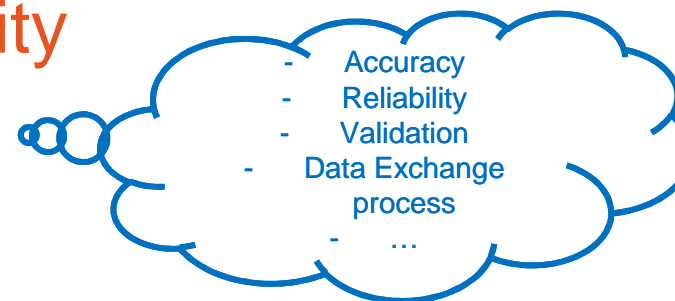 ity
- Accuracy
- Reliability
- Validation
- Data Exchange
process
- …